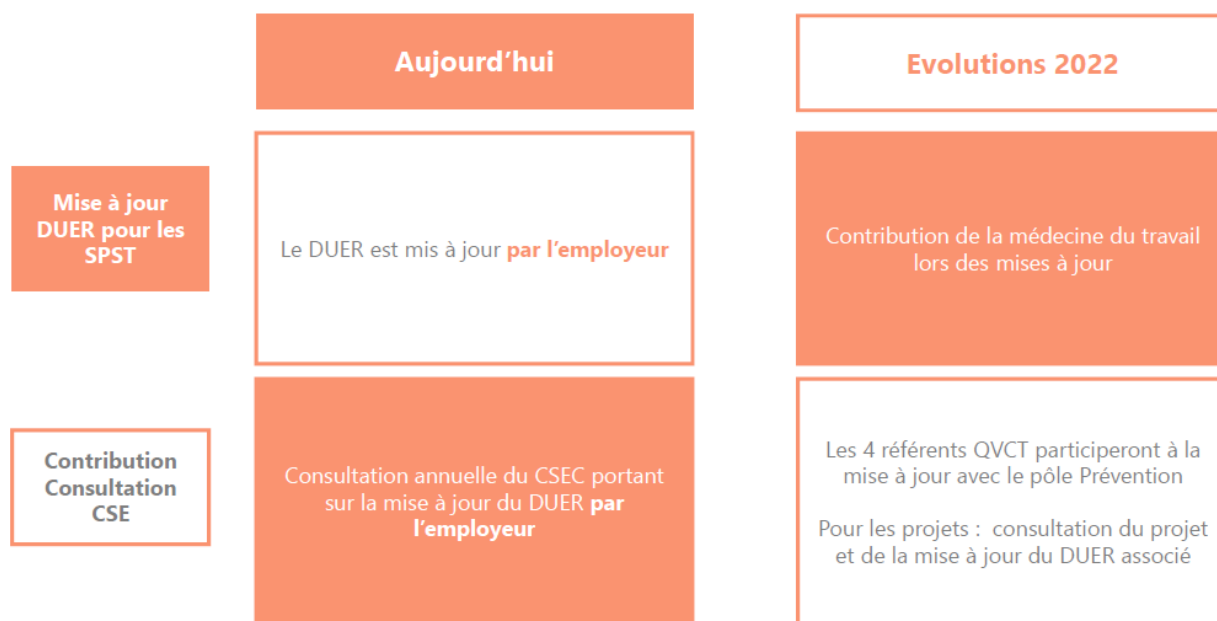 Aujourd'hui
Evolutions 2022
Mise à jour
DUER pour les
SPST
Le DUER est mis à jour par l'employeur
Contribution de la médecine du travail
lors des mises à jour
Contribution
Consultation
CSE
Consultation annuelle du CSEC portant
sur la mise à jour du DUER par
l'employeur
Les 4 référents QVCT participeront à la
mise à jour avec le pôle Prévention
Pour les projets :  consultation du projet
et de la mise à jour du DUER associé